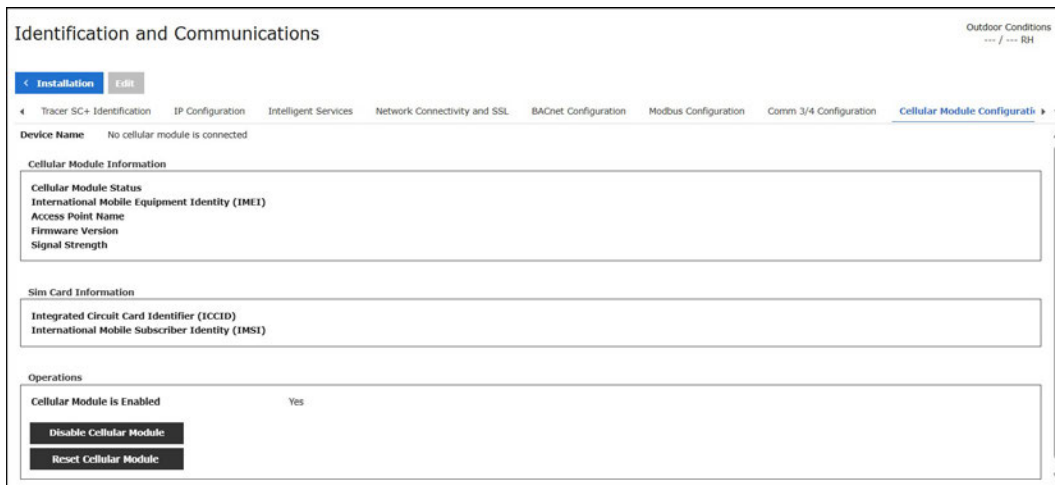 Identification and Communications
Outdoor Conditions
--- / --- RH
< Installation Edit
Tracer SC+ Identification IP Configuration Intelligent Services Network Connectivity and SSL BACnet Configuration Modbus Configuration Comm 3/4 Configuration Cellular Module Configurati
Device Name No cellular module is connected
Cellular Module Information
Cellular Module Status
International Mobile Equipment Identity (IMEI)
Access Point Name
Firmware Version
Signal Strength
Sim Card Information
Integrated Circuit Card Identifier (ICCID)
International Mobile Subscriber Identity (IMSI)
Operations
Cellular Module is Enabled Yes
Disable Cellular Module
Reset Cellular Module